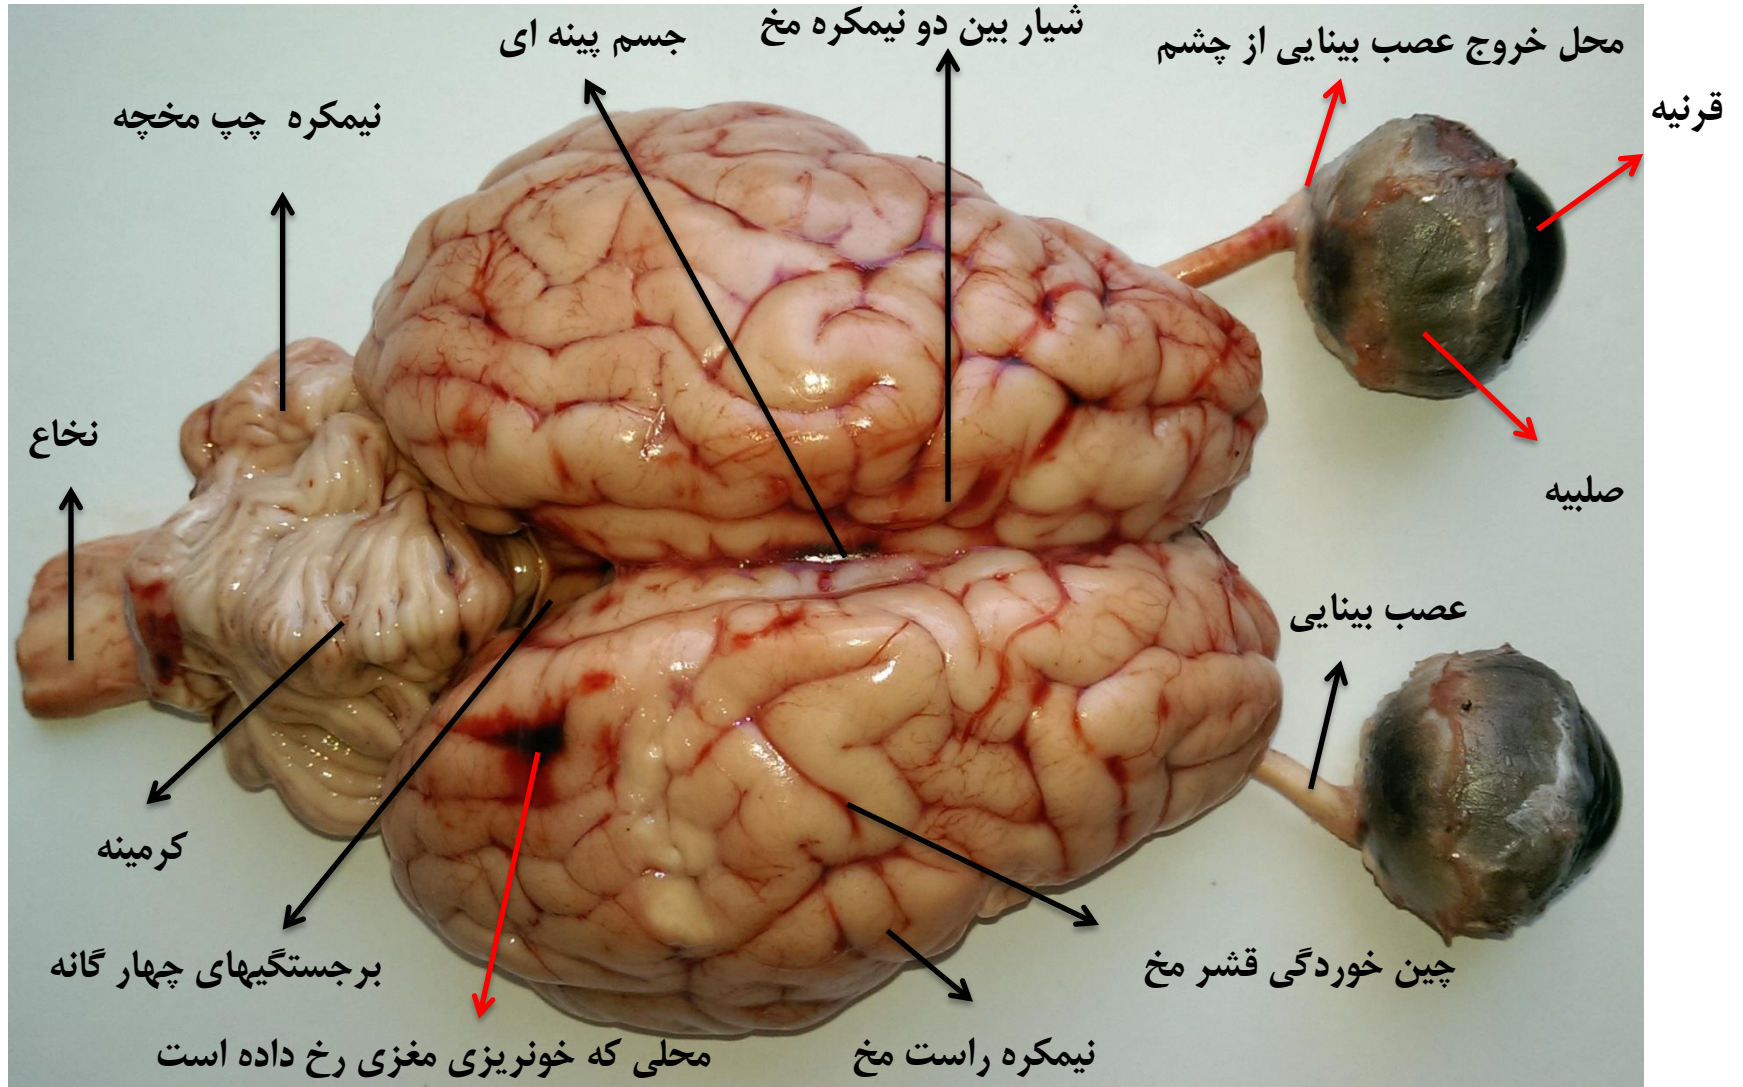 شیار بین دو نیمکره مخ
جسم پینه ای
محل خروج عصب بینایی از چشم
قرنیه
نیمکره چپ مخچه
نخاع
صلبیه
عصب بینایی
کرمینه
برجستگیهای چهار گانه
چین خوردگی قشر مخ
نیمکره راست مخ
محلی که خونریزی مغزی رخ داده است